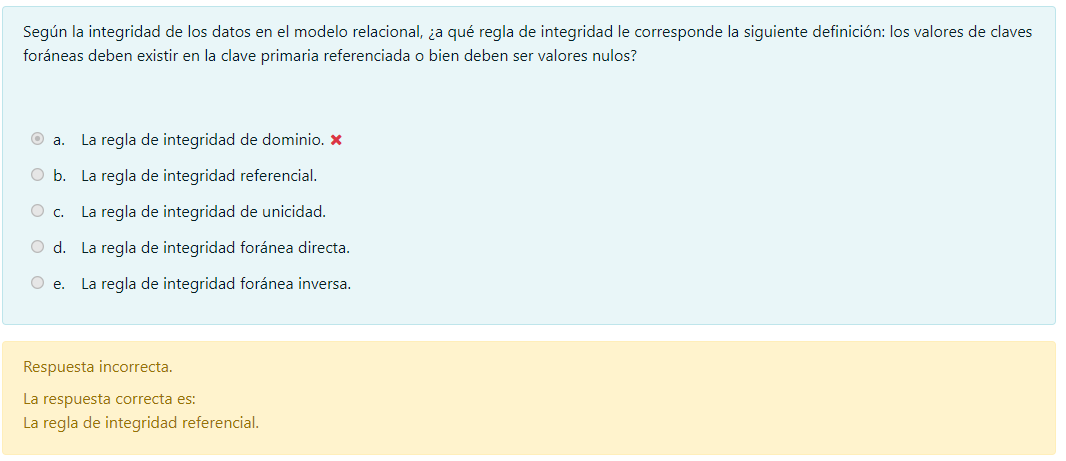 Según la integridad de los datos en el modelo relacional, ¿a qué regla de integridad le corresponde la siguiente definición: los valores de claves
foráneas deben existir en la clave primaria referenciada o bien deben ser valores nulos?
a. La regla de integridad de dominio.
b. La regla de integridad referencial.
c. La regla de integridad de unicidad.
d. La regla de integridad foránea directa.
e. La regla de integridad foránea inversa.
Respuesta incorrecta.
La respuesta correcta es:
La regla de integridad referencial.